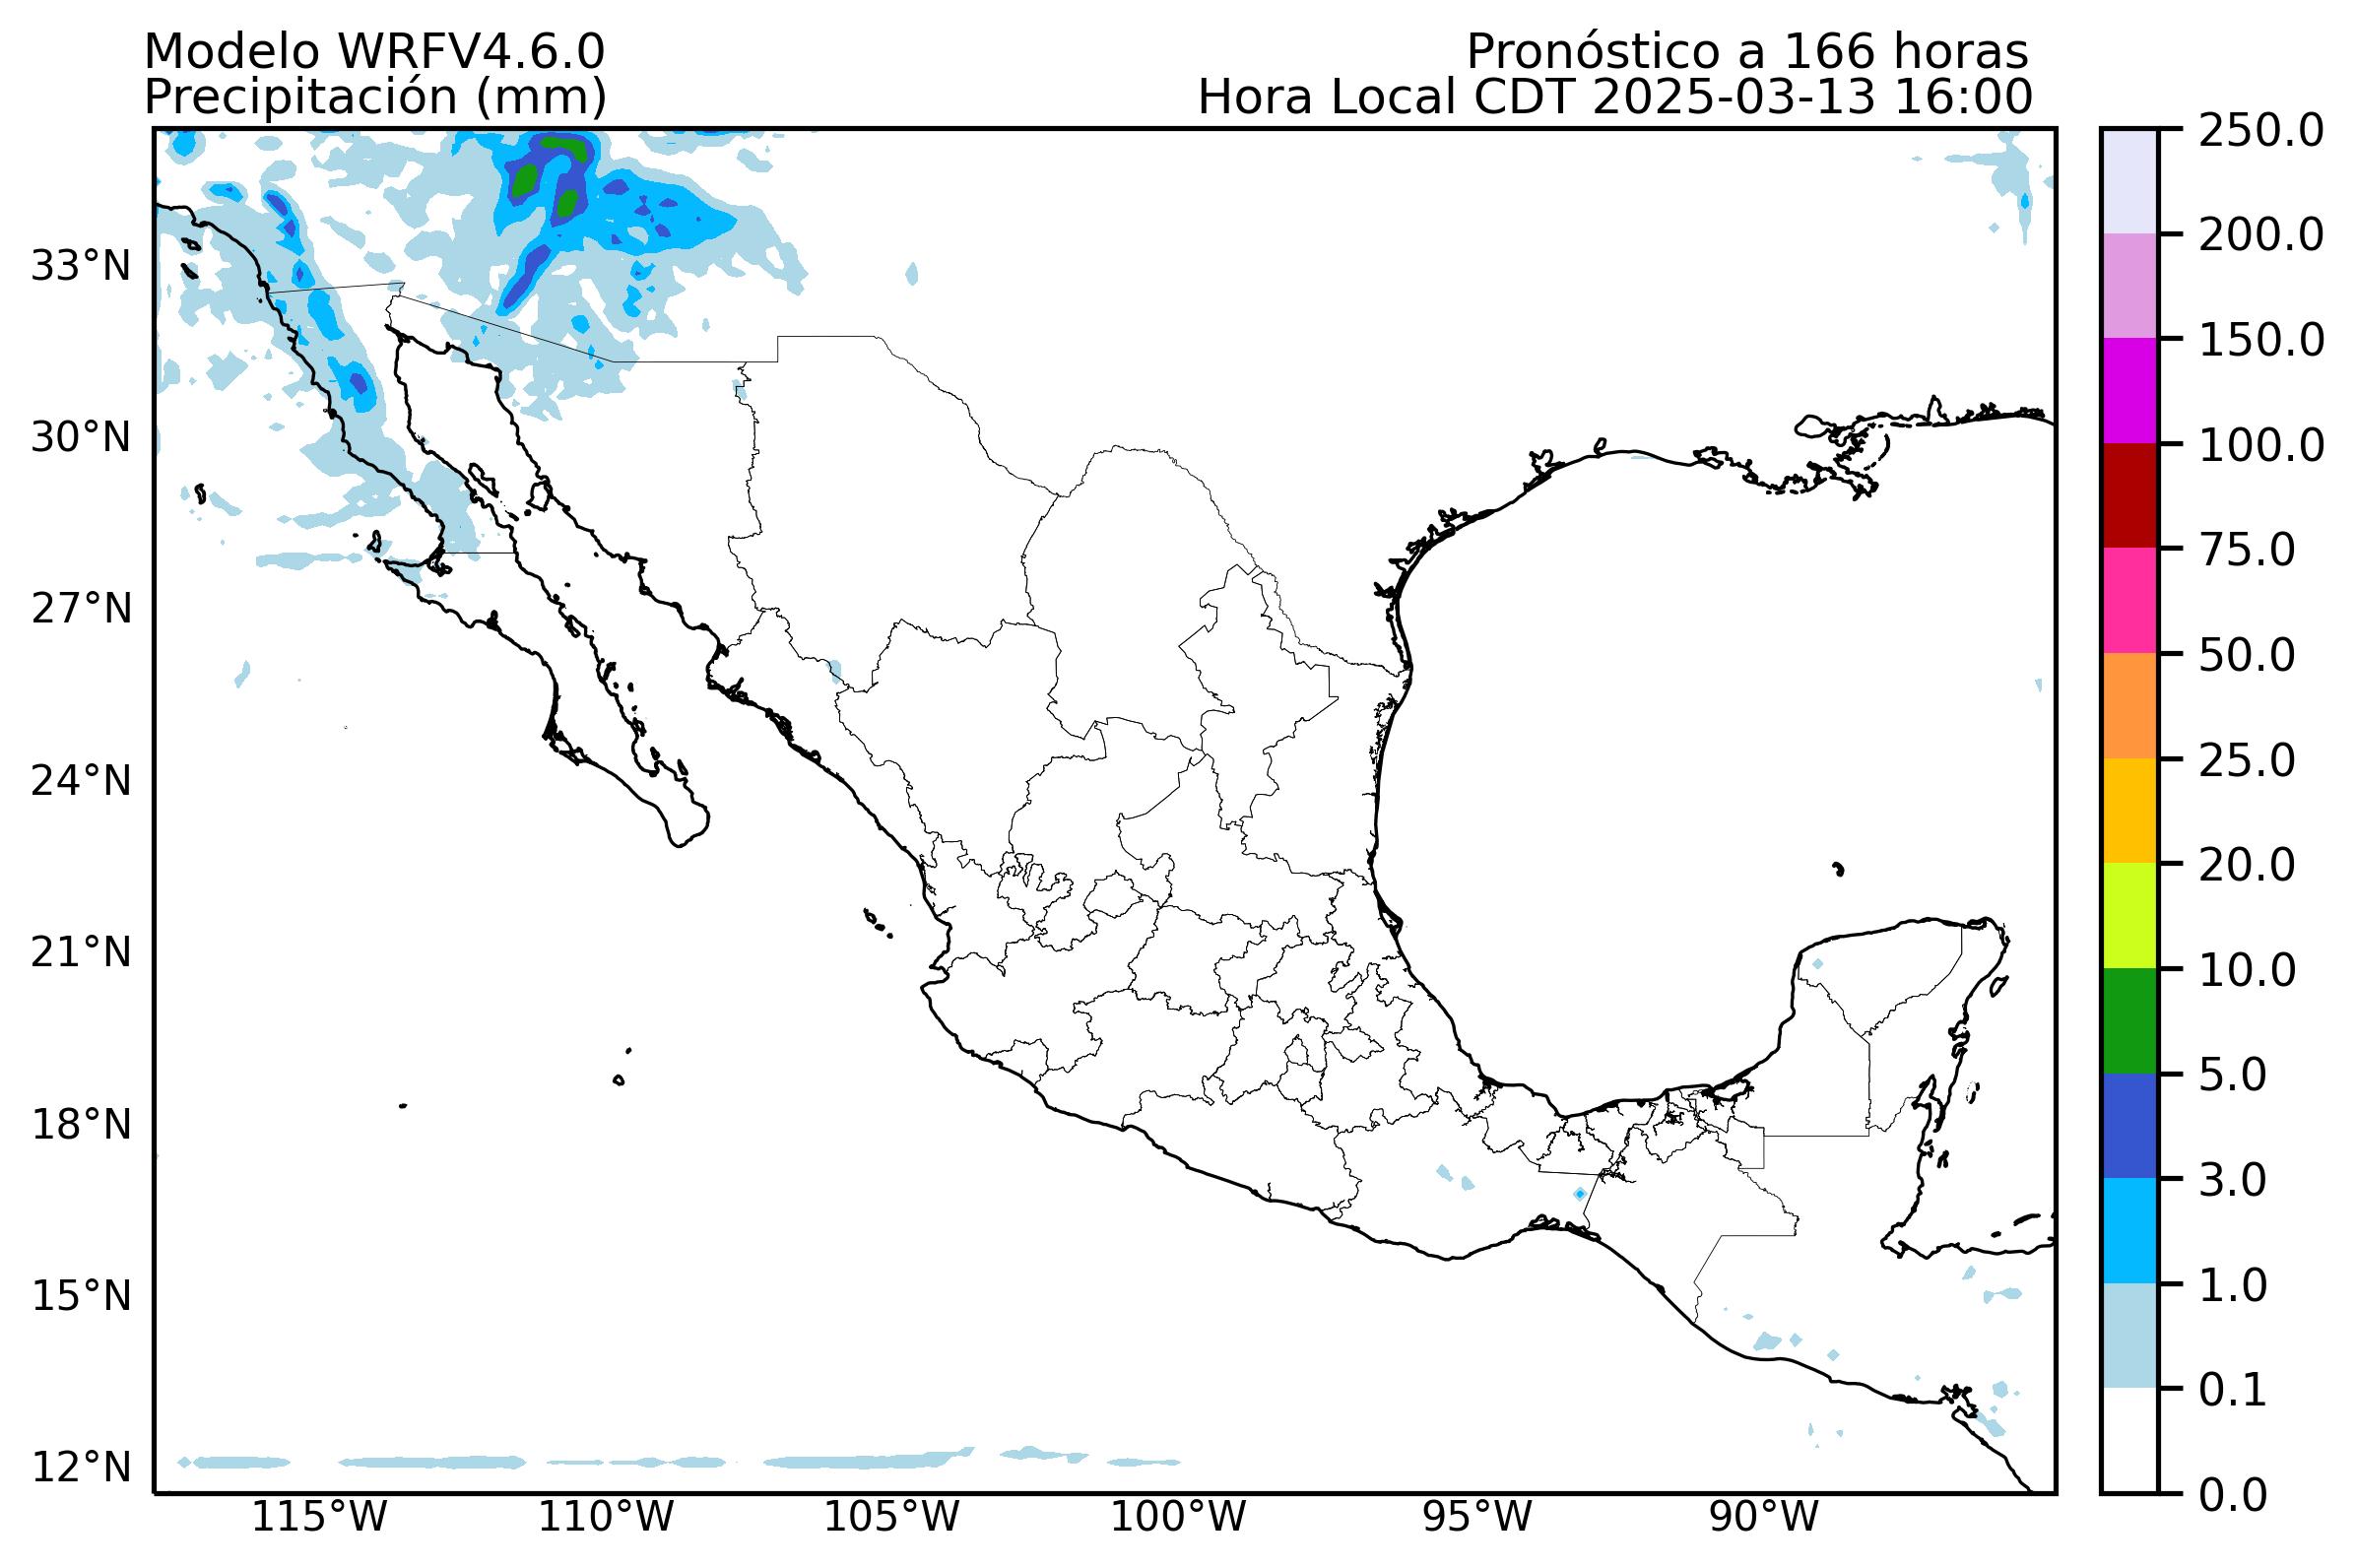 Modelo WRFV4.6.0
Precipitación (mm)
Pronóstico a 166 horas
Hora Local CDT 2025-03-13 16:00
33°N
30°N
27°N
24°N
21°N
18°N
15°N
12°N
115°W
110°W
105°W
100°W
95°W
90°W
250.0
200.0
150.0
100.0
75.0
50.0
25.0
20.0
10.0
5.0
3.0
1.0
0.1
0.0